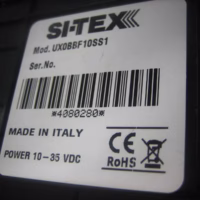 SI-TEX
Mod. UX0BBF10SS1
Ser.No.
*4080280*
MADE IN ITALY
CE
RoHS
POWER 10-35 VDC